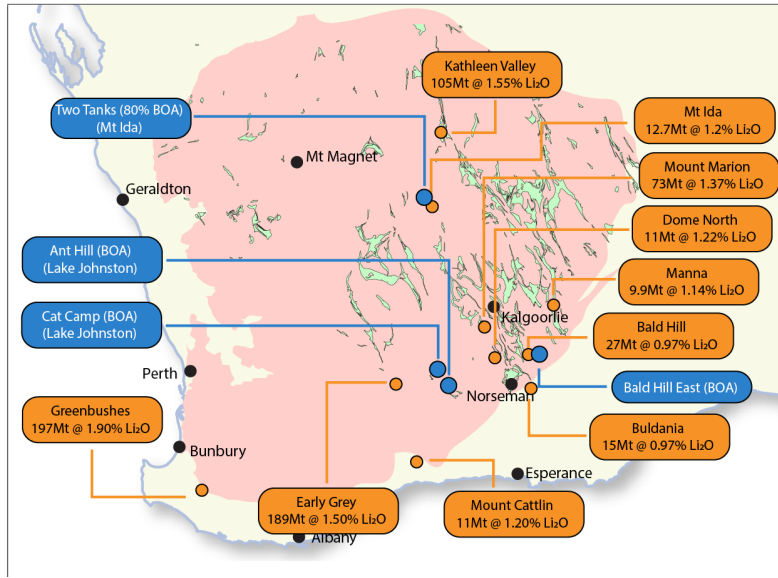 Kathleen Valley
105Mt @ 1.55% Li₂O
Two Tanks (80% BOA)
(Mt Ida)
Mt Ida
12.7Mt @ 1.2% Li₂O
Mt Magnet
Mount Marion
73Mt @ 1.37% Li₂O
Geraldton
Dome North
11Mt @ 1.22% Li₂O
Ant Hill (BOA)
(Lake Johnston)
Manna
9.9Mt @ 1.14% Li₂O
Kalgoorlie
Cat Camp (BOA)
(Lake Johnston)
Bald Hill
27Mt @ 0.97% Li₂O
Perth
Norseman
Bald Hill East (BOA)
Greenbushes
197Mt @ 1.90% Li₂O
Buldania
15Mt @ 0.97% Li₂O
Bunbury
Esperance
Early Grey
189Mt @ 1.50% Li₂O
Mount Cattlin
11Mt @ 1.20% Li₂O
Albany